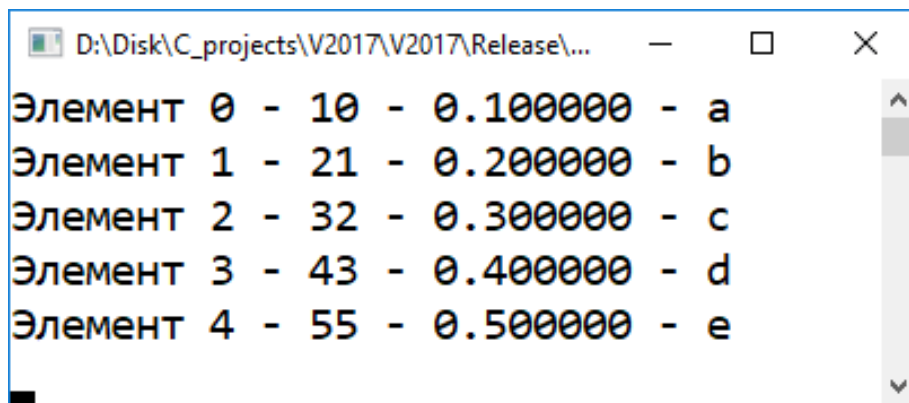 D:\Disk\C_projects\V2017\V2017\Release\...
Элемент 0 - 10 - 0.100000 - a
Элемент 1 - 21 - 0.200000 - b
Элемент 2 - 32 - 0.300000 - c
Элемент 3 - 43 - 0.400000 - d
Элемент 4 - 55 - 0.500000 - e